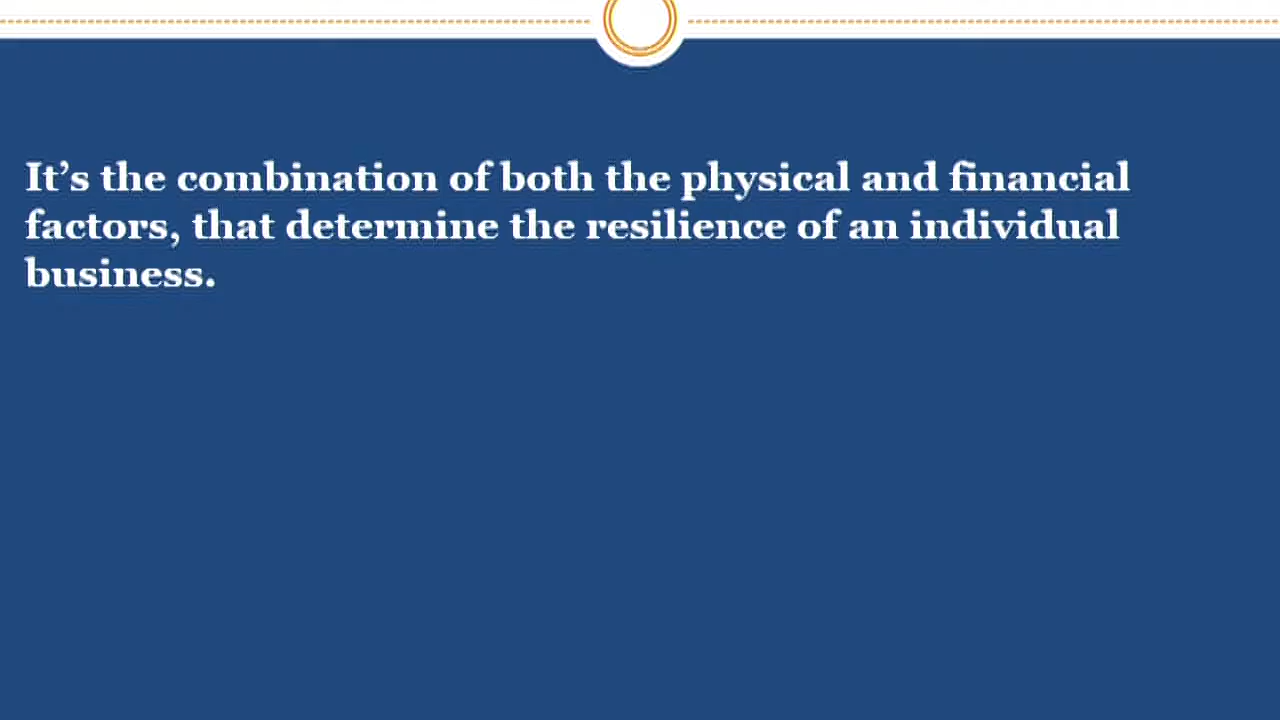 It’s the combination of both the physical and financial
factors, that determine the resilience of an individual
business.